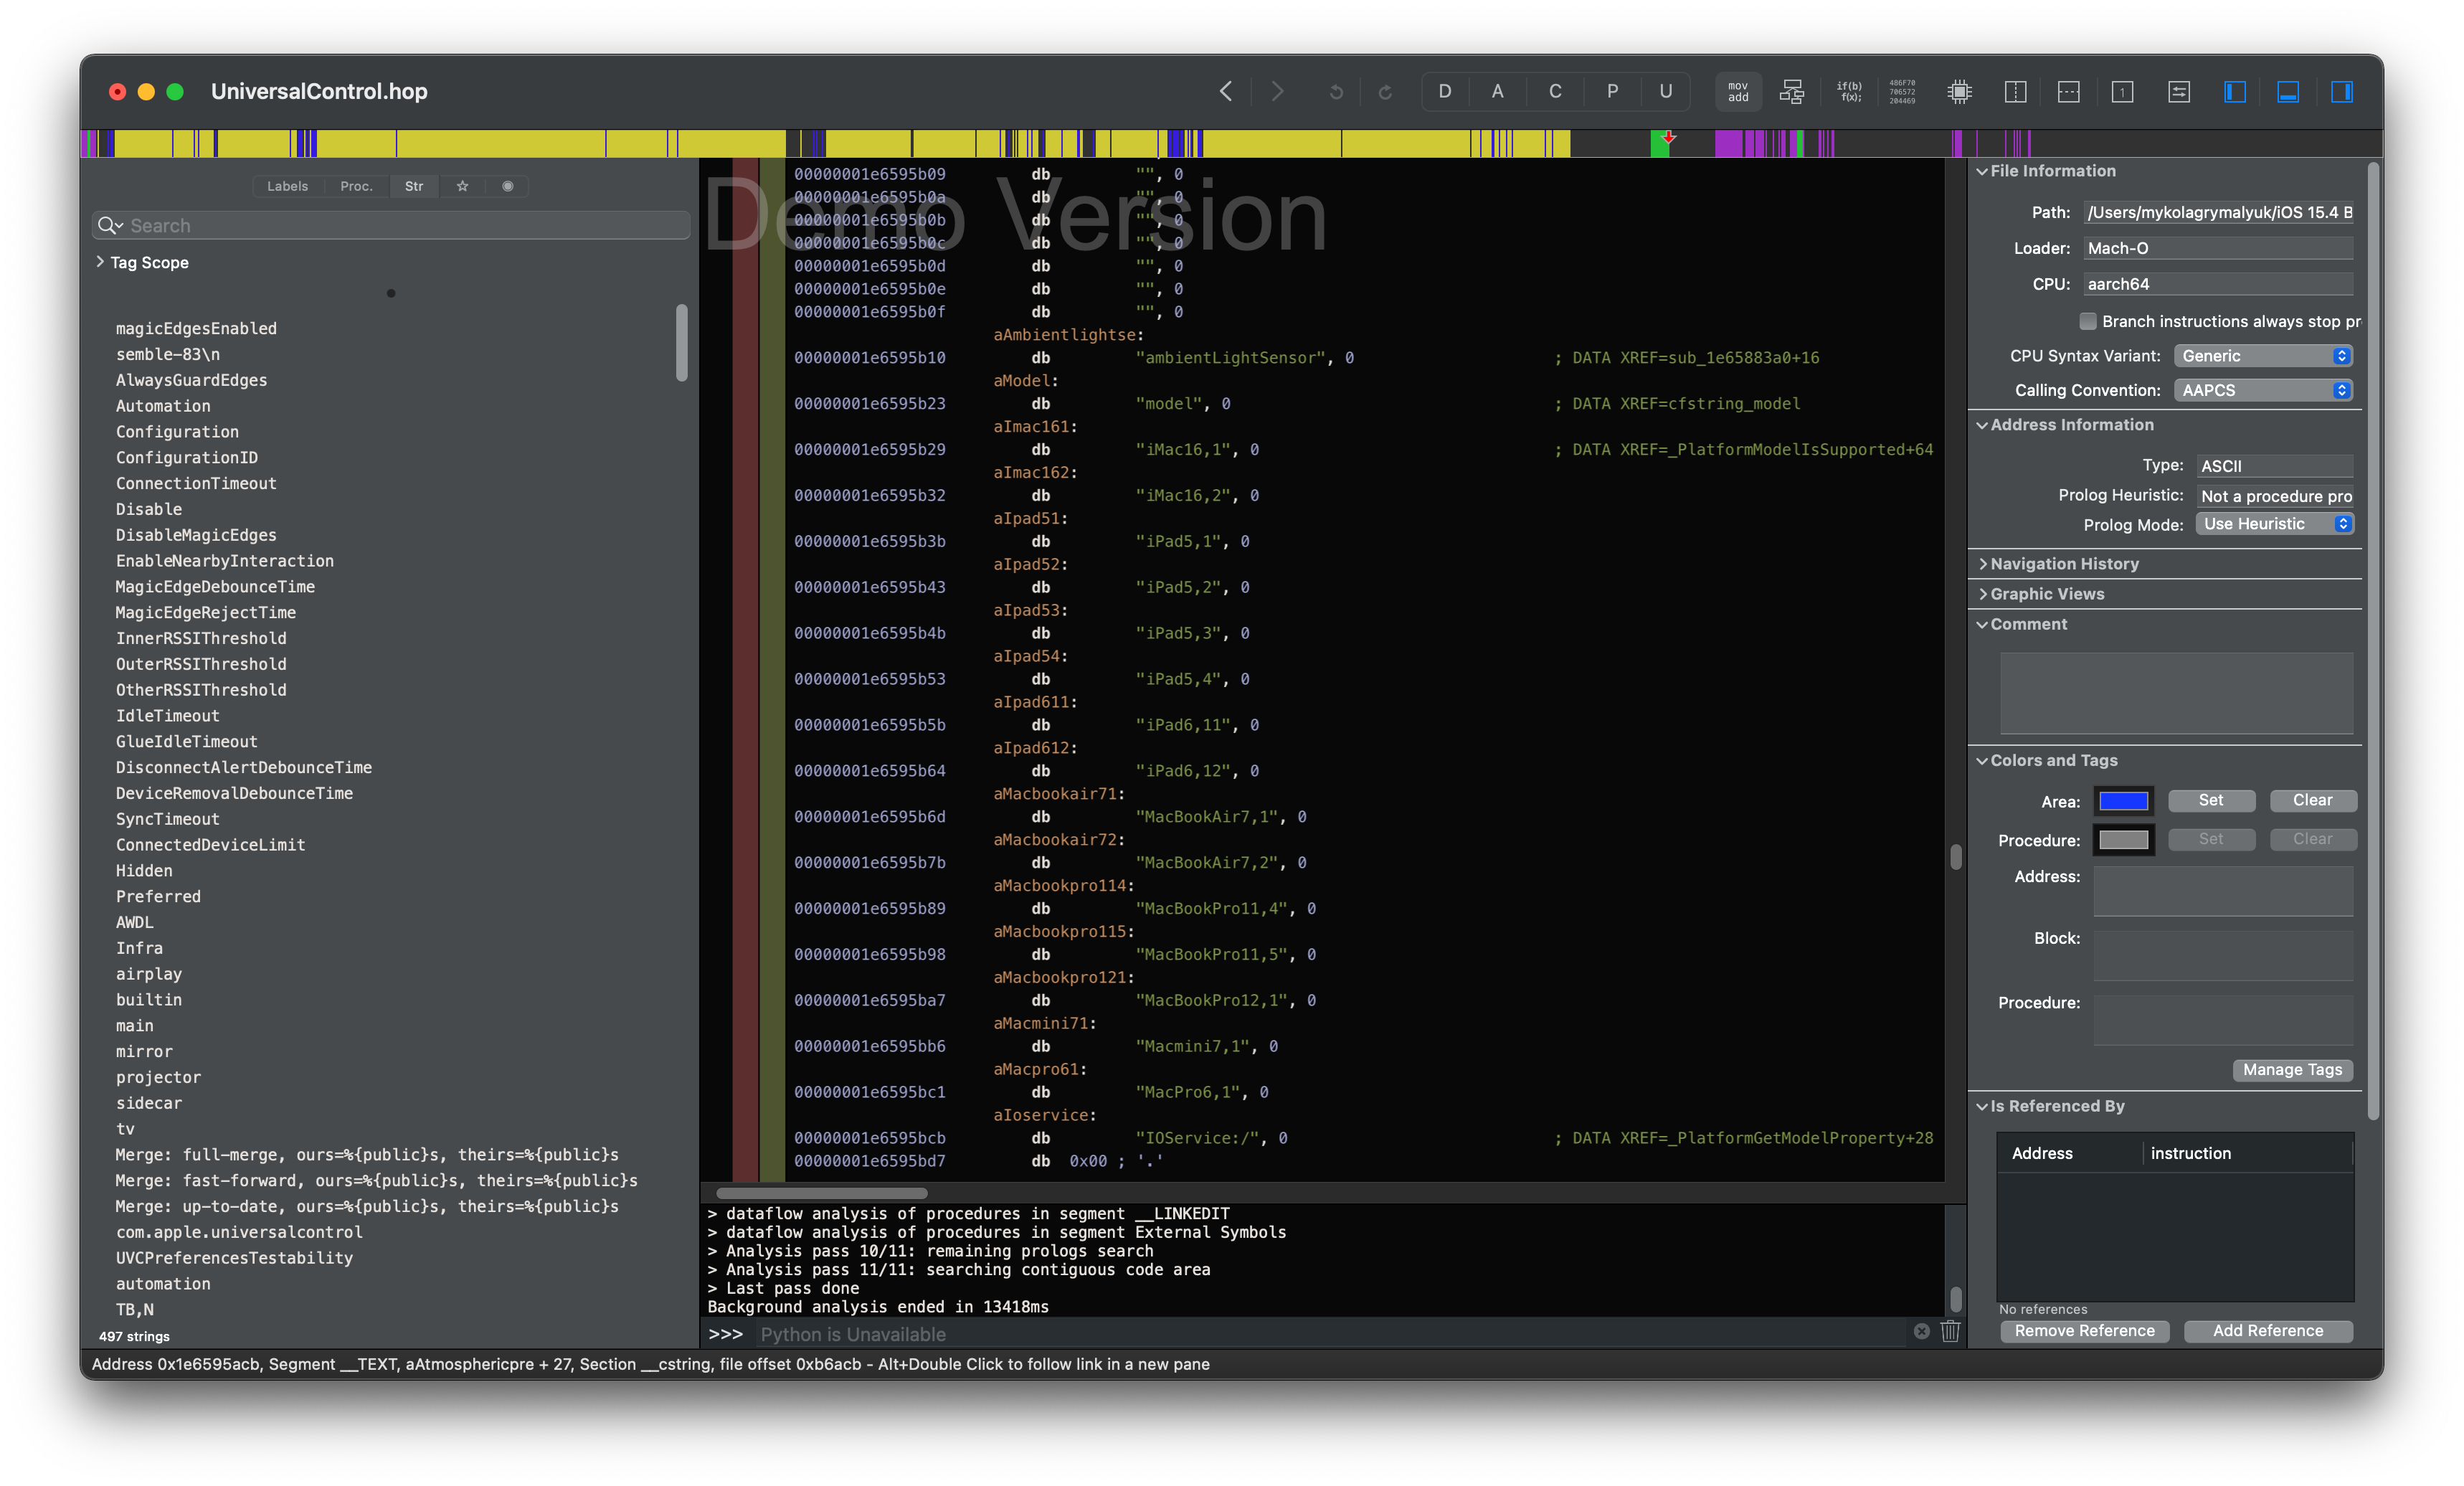 UniversalControl.hop
D A C P U
mov add
if(b) f(x);
486F70 706572 204469
1
Labels Proc. Str
Search
Tag Scope
magicEdgesEnabled
semble-83\n
AlwaysGuardEdges
Automation
Configuration
ConfigurationID
ConnectionTimeout
Disable
DisableMagicEdges
EnableNearbyInteraction
MagicEdgeDebounceTime
MagicEdgeRejectTime
InnerRSSIThreshold
OuterRSSIThreshold
OtherRSSIThreshold
IdleTimeout
GlueIdleTimeout
DisconnectAlertDebounceTime
DeviceRemovalDebounceTime
SyncTimeout
ConnectedDeviceLimit
Hidden
Preferred
AWDL
Infra
airplay
builtin
main
mirror
projector
sidecar
tv
Merge: full-merge, ours=%{public}s, theirs=%{public}s
Merge: fast-forward, ours=%{public}s, theirs=%{public}s
Merge: up-to-date, ours=%{public}s, theirs=%{public}s
com.apple.universalcontrol
UVCPreferencesTestability
automation
TB,N
497 strings
Demo Version
00000001e6595b09 db "", 0
00000001e6595b0a db "", 0
00000001e6595b0b db "", 0
00000001e6595b0c db "", 0
00000001e6595b0d db "", 0
00000001e6595b0e db "", 0
00000001e6595b0f db "", 0
aAmbientlightse:
00000001e6595b10 db "ambientLightSensor", 0 ; DATA XREF=sub_1e65883a0+16
aModel:
00000001e6595b23 db "model", 0 ; DATA XREF=cfstring_model
aImac161:
00000001e6595b29 db "iMac16,1", 0 ; DATA XREF=_PlatformModelIsSupported+64
aImac162:
00000001e6595b32 db "iMac16,2", 0
aIpad51:
00000001e6595b3b db "iPad5,1", 0
aIpad52:
00000001e6595b43 db "iPad5,2", 0
aIpad53:
00000001e6595b4b db "iPad5,3", 0
aIpad54:
00000001e6595b53 db "iPad5,4", 0
aIpad611:
00000001e6595b5b db "iPad6,11", 0
aIpad612:
00000001e6595b64 db "iPad6,12", 0
aMacbookair71:
00000001e6595b6d db "MacBookAir7,1", 0
aMacbookair72:
00000001e6595b7b db "MacBookAir7,2", 0
aMacbookpro114:
00000001e6595b89 db "MacBookPro11,4", 0
aMacbookpro115:
00000001e6595b98 db "MacBookPro11,5", 0
aMacbookpro121:
00000001e6595ba7 db "MacBookPro12,1", 0
aMacmini71:
00000001e6595bb6 db "Macmini7,1", 0
aMacpro61:
00000001e6595bc1 db "MacPro6,1", 0
aIoservice:
00000001e6595bcb db "IOService:/", 0 ; DATA XREF=_PlatformGetModelProperty+28
00000001e6595bd7 db 0x00 ; '.'
> dataflow analysis of procedures in segment __LINKEDIT
> dataflow analysis of procedures in segment External Symbols
> Analysis pass 10/11: remaining prologs search
> Analysis pass 11/11: searching contiguous code area
> Last pass done
Background analysis ended in 13418ms
>>> Python is Unavailable
File Information
Path: /Users/mykolagrymalyuk/iOS 15.4 B
Loader: Mach-O
CPU: aarch64
Branch instructions always stop pr
CPU Syntax Variant: Generic
Calling Convention: AAPCS
Address Information
Type: ASCII
Prolog Heuristic: Not a procedure pro
Prolog Mode: Use Heuristic
Navigation History
Graphic Views
Comment
Colors and Tags
Area: Set Clear
Procedure: Set Clear
Address:
Block:
Procedure:
Manage Tags
Is Referenced By
Address instruction
No references
Remove Reference Add Reference
Address 0x1e6595acb, Segment __TEXT, aAtmosphericpre + 27, Section __cstring, file offset 0xb6acb - Alt+Double Click to follow link in a new pane